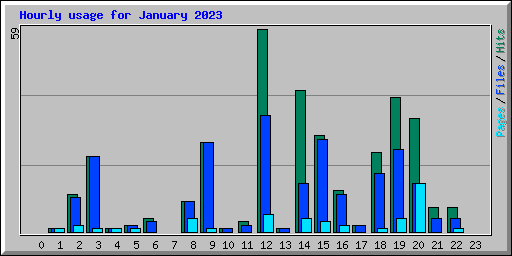 Hourly usage for January 2023
59
Pages/Files/Hits
0 1 2 3 4 5 6 7 8 9 10 11 12 13 14 15 16 17 18 19 20 21 22 23